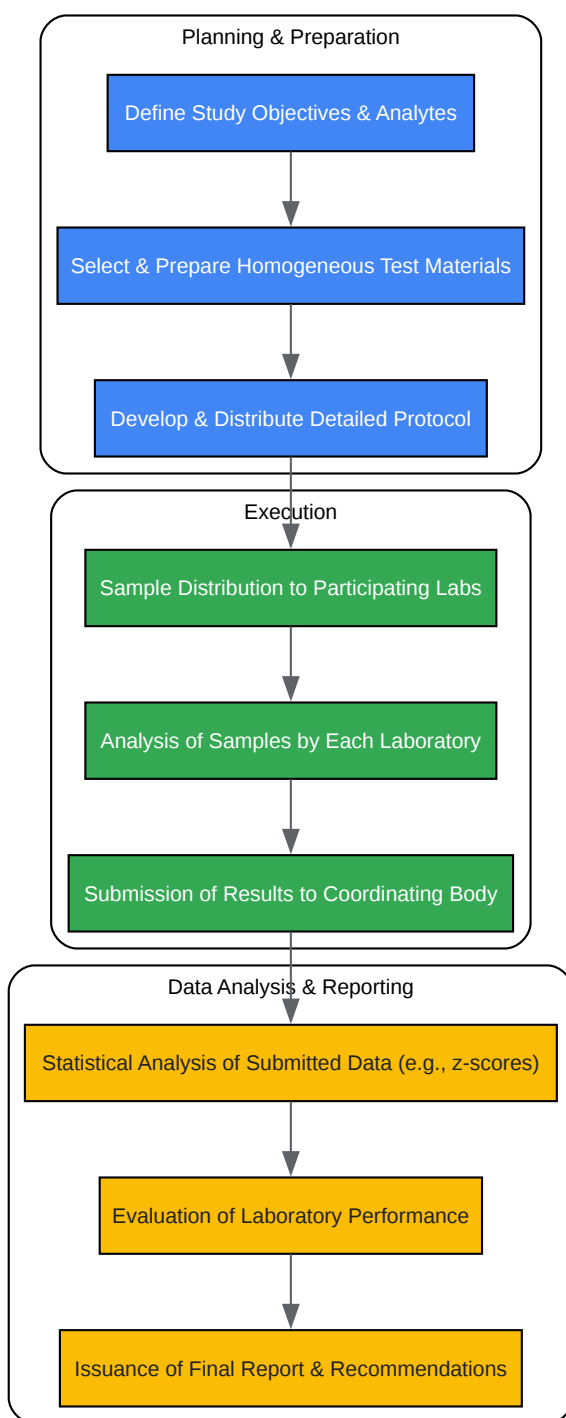 Planning & Preparation
Define Study Objectives & Analytes
Select & Prepare Homogeneous Test Materials
Develop & Distribute Detailed Protocol
Execution
Sample Distribution to Participating Labs
Analysis of Samples by Each Laboratory
Submission of Results to Coordinating Body
Data Analysis & Reporting
Statistical Analysis of Submitted Data (e.g., z-scores)
Evaluation of Laboratory Performance
Issuance of Final Report & Recommendations